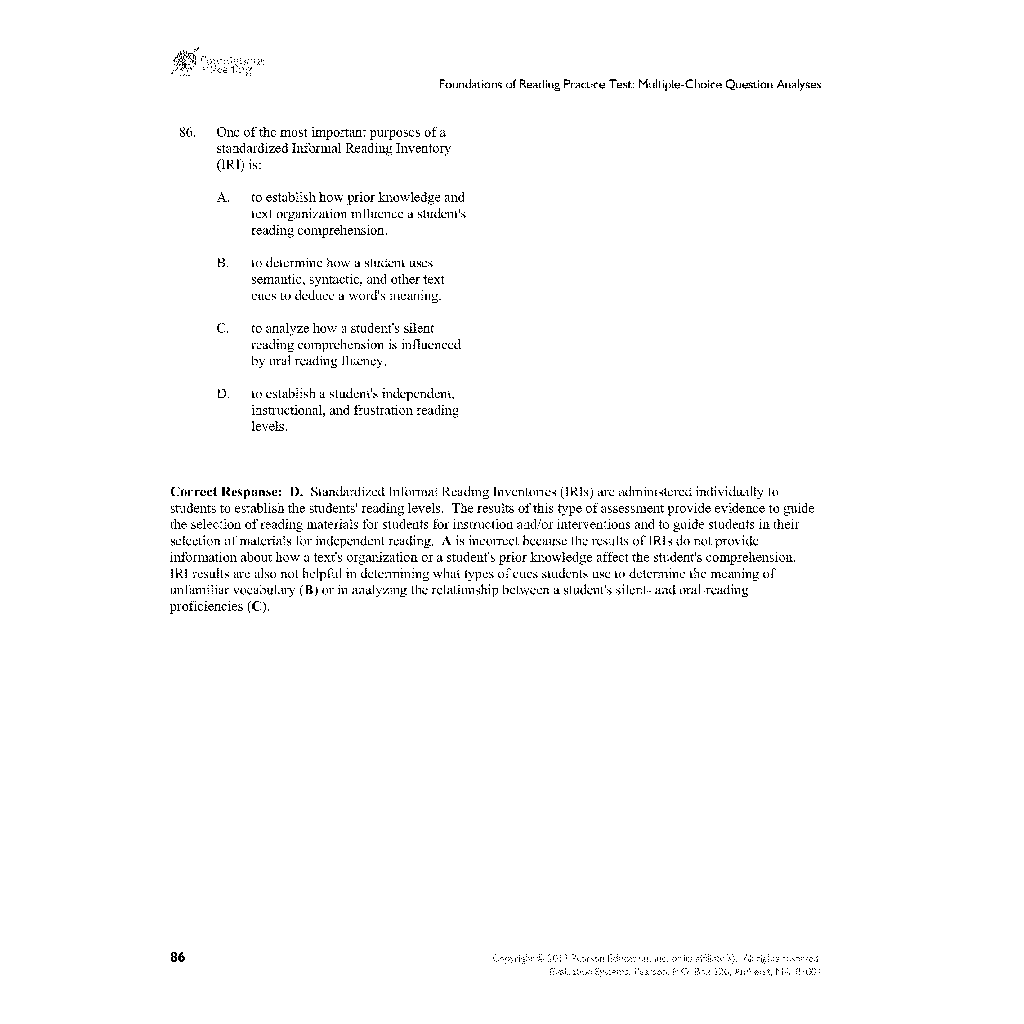 Foundations of Reading Practice Test: Multiple-Choice Question Analyses
86. One of the most important purposes of a
standardized Informal Reading Inventory
(IRI) is:
A. to establish how prior knowledge and
text organization influence a student's
reading comprehension.
B. to determine how a student uses
semantic, syntactic, and other text
cues to deduce a word's meaning.
C. to analyze how a student's silent
reading comprehension is influenced
by oral reading fluency.
D. to establish a student's independent,
instructional, and frustration reading
levels.
Correct Response: D. Standardized Informal Reading Inventories (IRIs) are administered individually to
students to establish the students' reading levels. The results of this type of assessment provide evidence to guide
the selection of reading materials for students for instruction and/or interventions and to guide students in their
selection of materials for independent reading. A is incorrect because the results of IRIs do not provide
information about how a text's organization or a student's prior knowledge affect the student's comprehension.
IRI results are also not helpful in determining what types of cues students use to determine the meaning of
unfamiliar vocabulary (B) or in analyzing the relationship between a student's silent- and oral-reading
proficiencies (C).
86
Copyright © Pearson Education, Inc. or its affiliate(s). All rights reserved.
Evaluation Systems, Pearson, P.O. Box 226, Amherst, MA